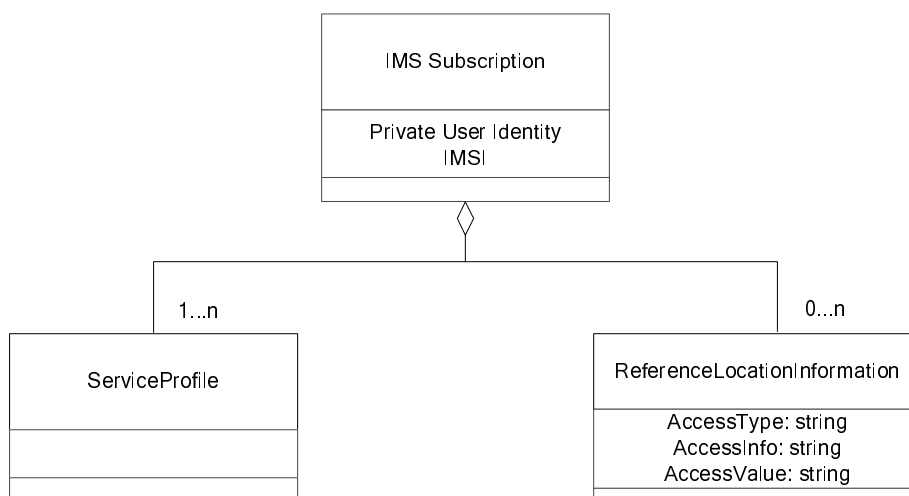 IMS Subscription
Private User Identity
IMSI
1...n
0...n
ServiceProfile
ReferenceLocationInformation
AccessType: string
AccessInfo: string
AccessValue: string